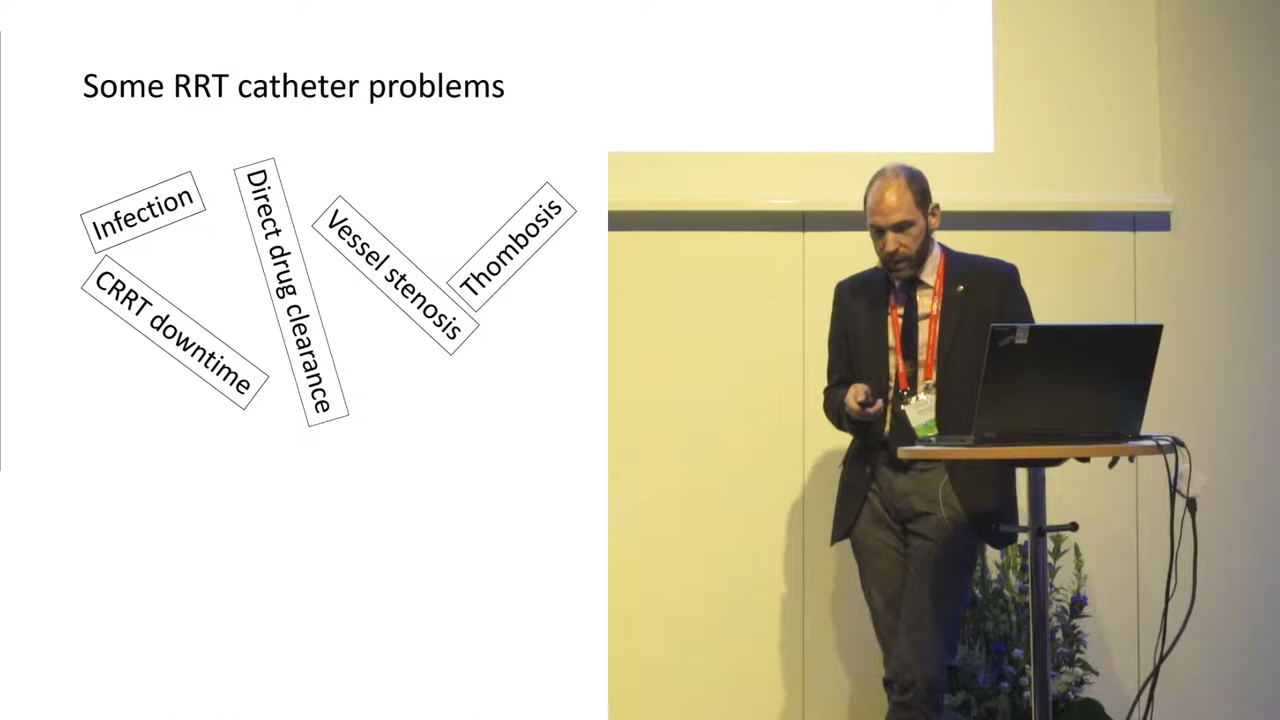 Some RRT catheter problems
Infection
CRRT downtime
Direct drug clearance
Vessel stenosis
Thombosis